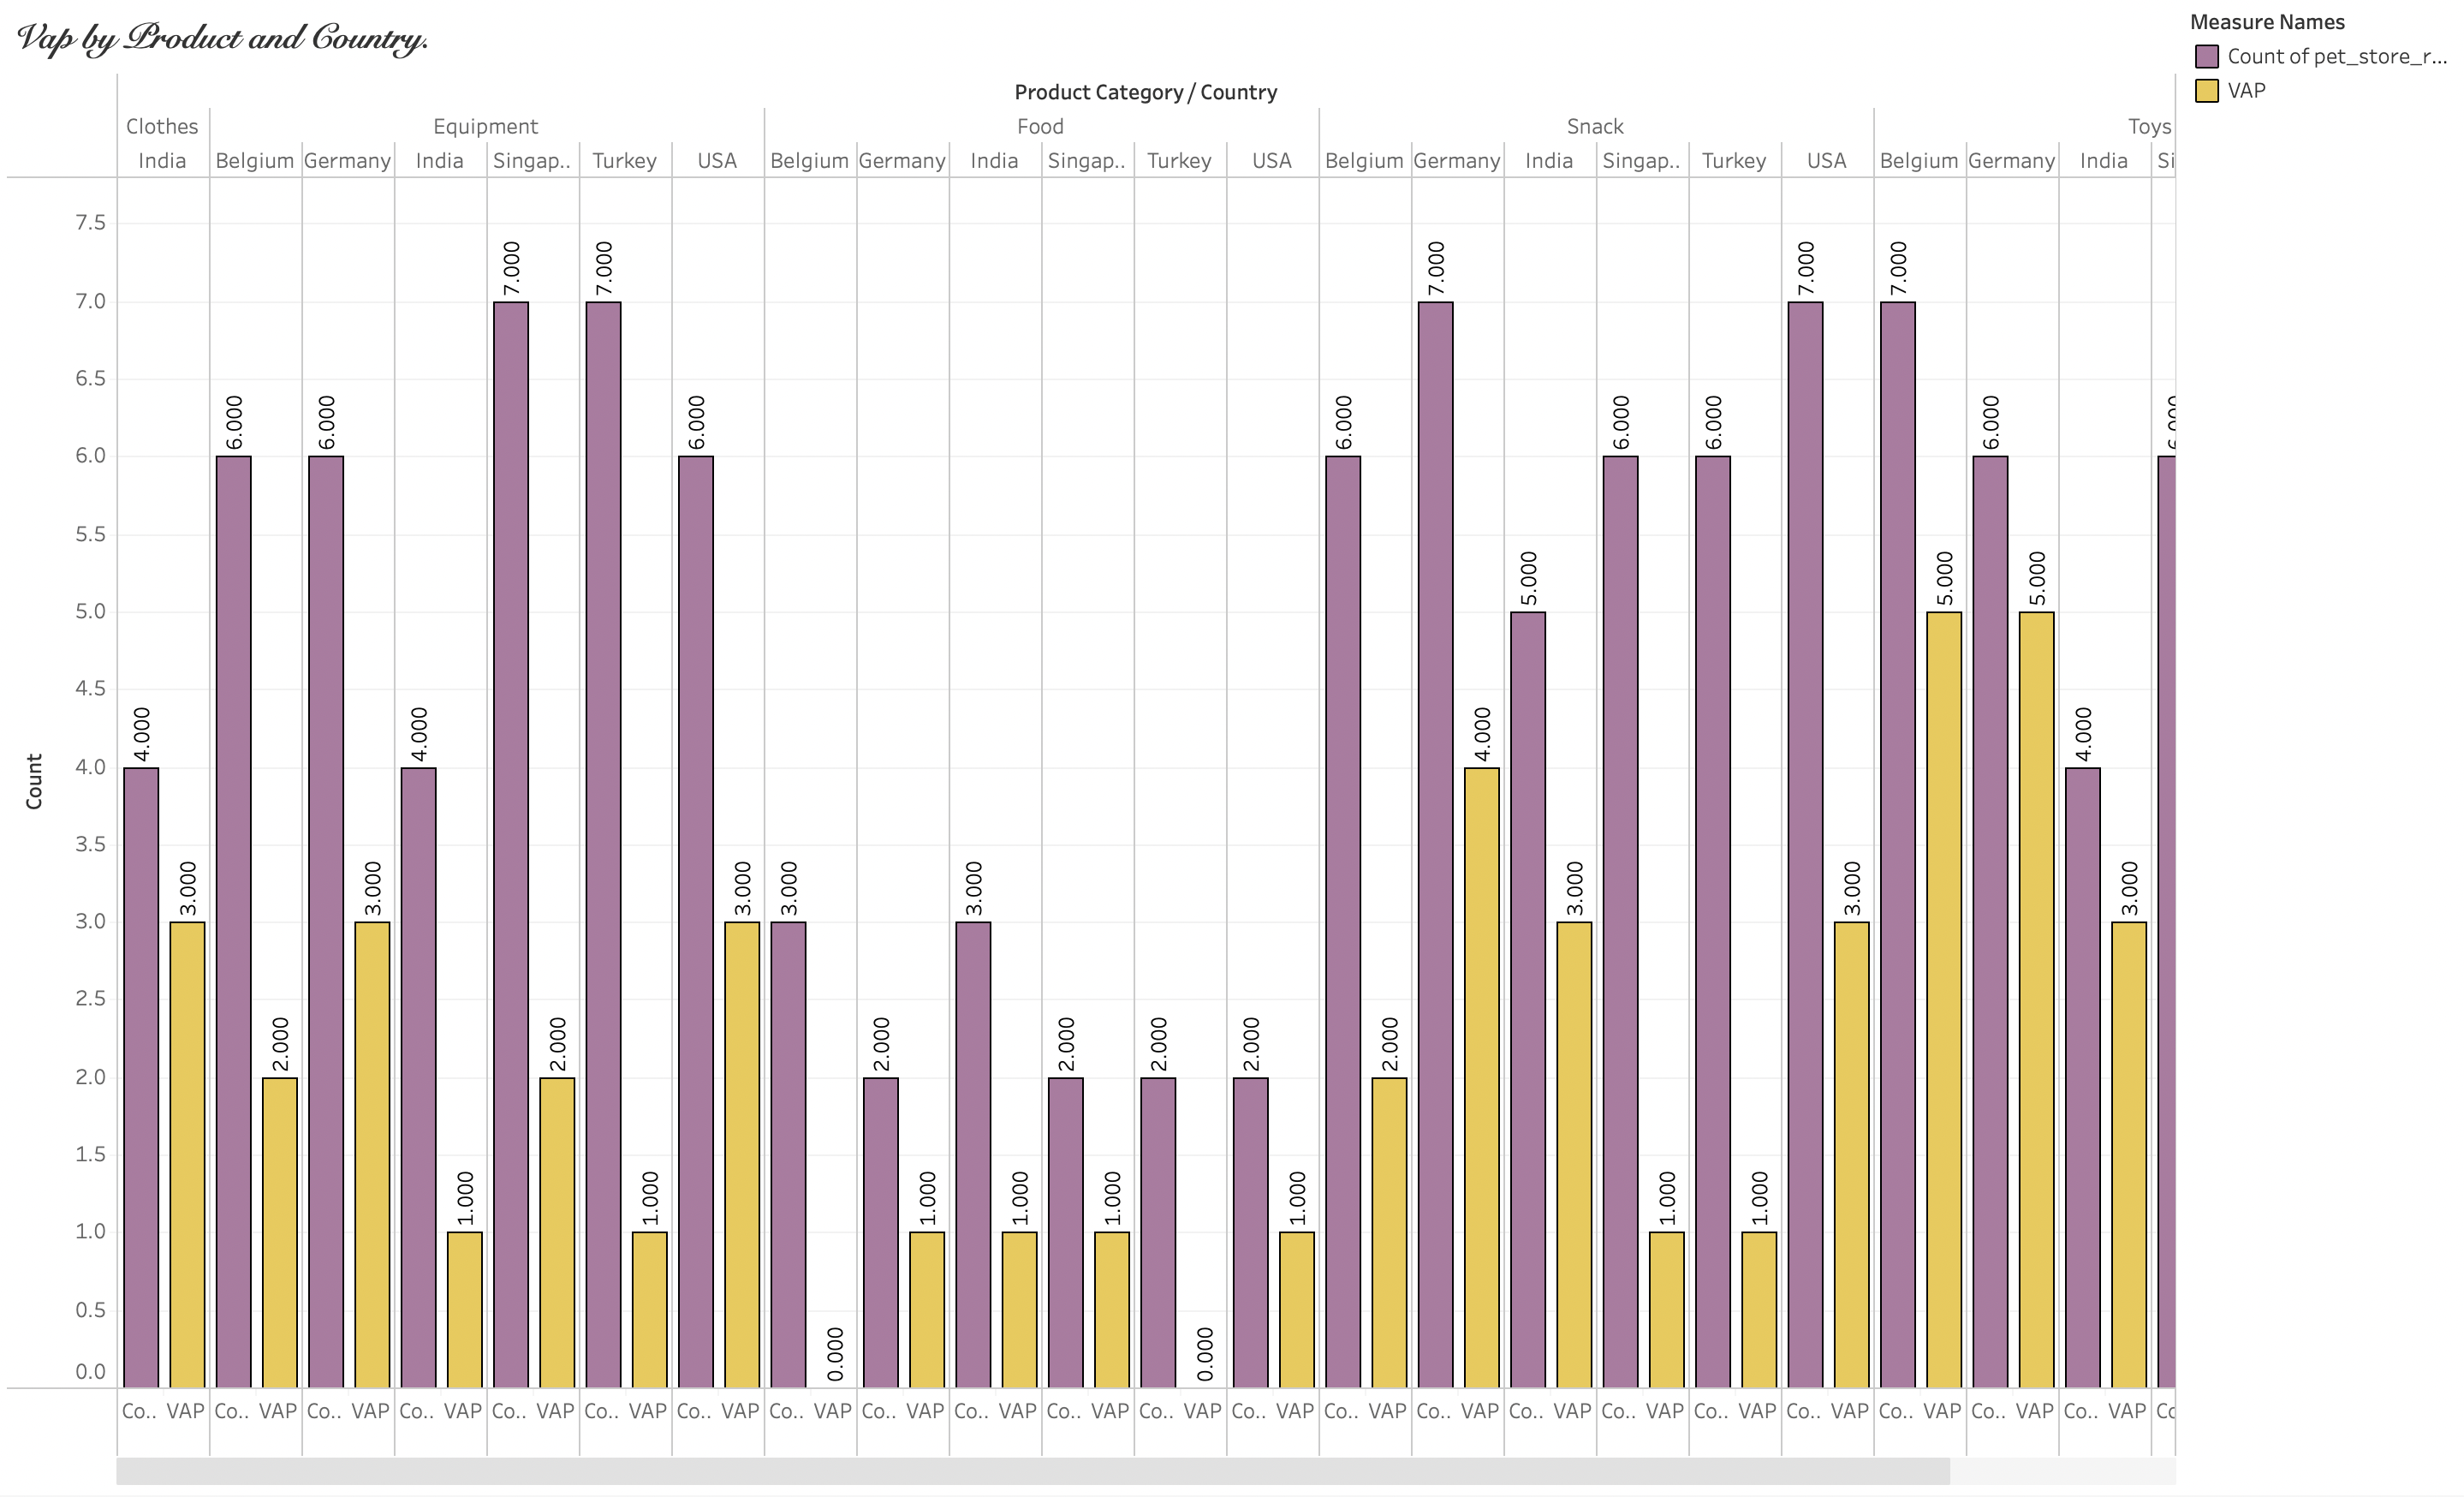 Vap by Product and Country.
Measure Names
Count of pet_store_r...
VAP
Product Category / Country
Clothes Equipment Food Snack Toys
India Belgium Germany India Singap.. Turkey USA Belgium Germany India Singap.. Turkey USA Belgium Germany India Singap.. Turkey USA Belgium Germany India Si
Count
7.5
7.0
6.5
6.0
5.5
5.0
4.5
4.0
3.5
3.0
2.5
2.0
1.5
1.0
0.5
0.0
4.000 3.000 6.000 2.000 6.000 3.000 4.000 1.000 7.000 2.000 7.000 1.000 6.000 3.000 3.000 0.000 2.000 1.000 3.000 1.000 2.000 1.000 2.000 0.000 2.000 1.000 6.000 2.000 7.000 4.000 5.000 3.000 6.000 1.000 6.000 1.000 7.000 3.000 7.000 5.000 6.000 5.000 4.000 3.000
Co.. VAP Co.. VAP Co.. VAP Co.. VAP Co.. VAP Co.. VAP Co.. VAP Co.. VAP Co.. VAP Co.. VAP Co.. VAP Co.. VAP Co.. VAP Co.. VAP Co.. VAP Co.. VAP Co.. VAP Co.. VAP Co.. VAP Co.. VAP Co.. VAP Co.. VAP